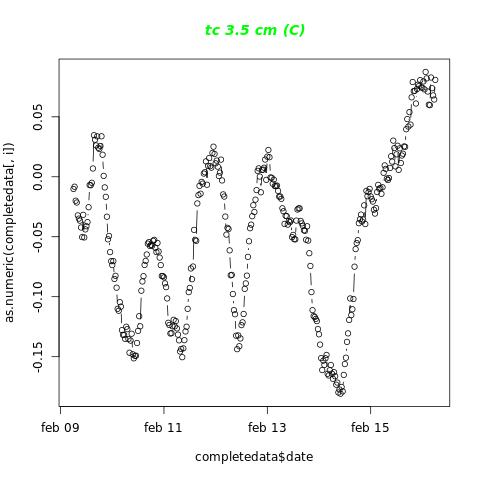 tc 3.5 cm (C)
as.numeric(completedata[, i])
0.05
0.00
-0.05
-0.10
-0.15
feb 09 feb 11 feb 13 feb 15
completedata$date